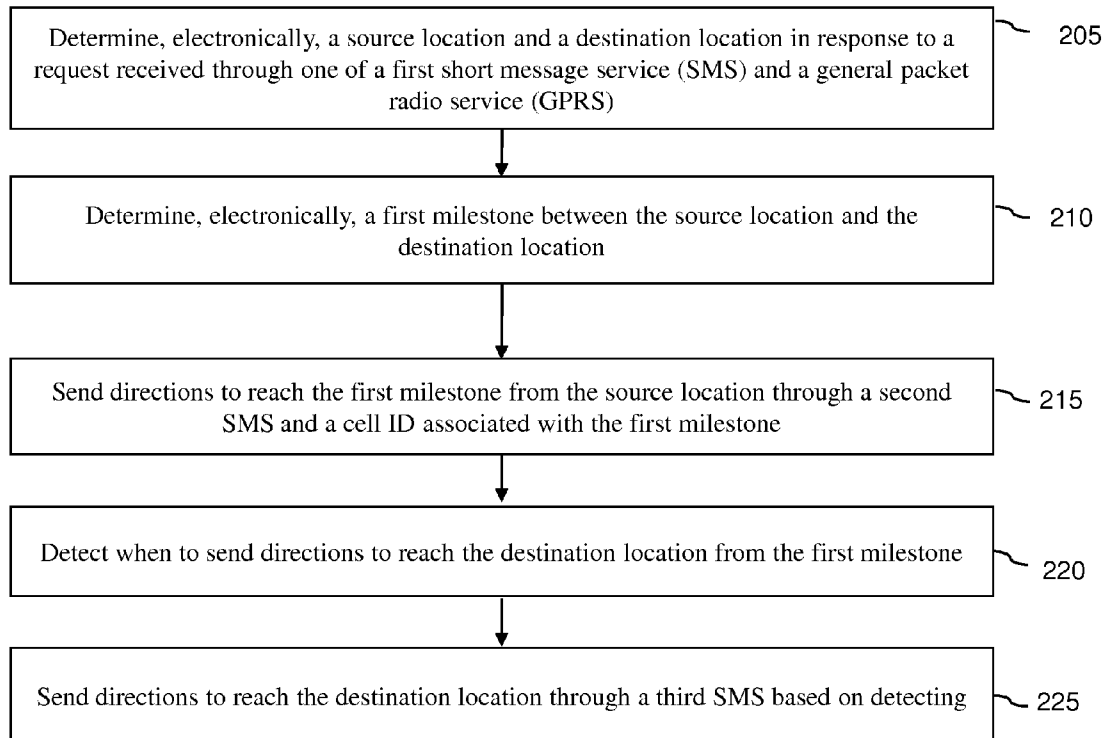 Determine, electronically, a source location and a destination location in response to a
request received through one of a first short message service (SMS) and a general packet
radio service (GPRS)
205
Determine, electronically, a first milestone between the source location and the
destination location
210
Send directions to reach the first milestone from the source location through a second
SMS and a cell ID associated with the first milestone
215
Detect when to send directions to reach the destination location from the first milestone
220
Send directions to reach the destination location through a third SMS based on detecting
225